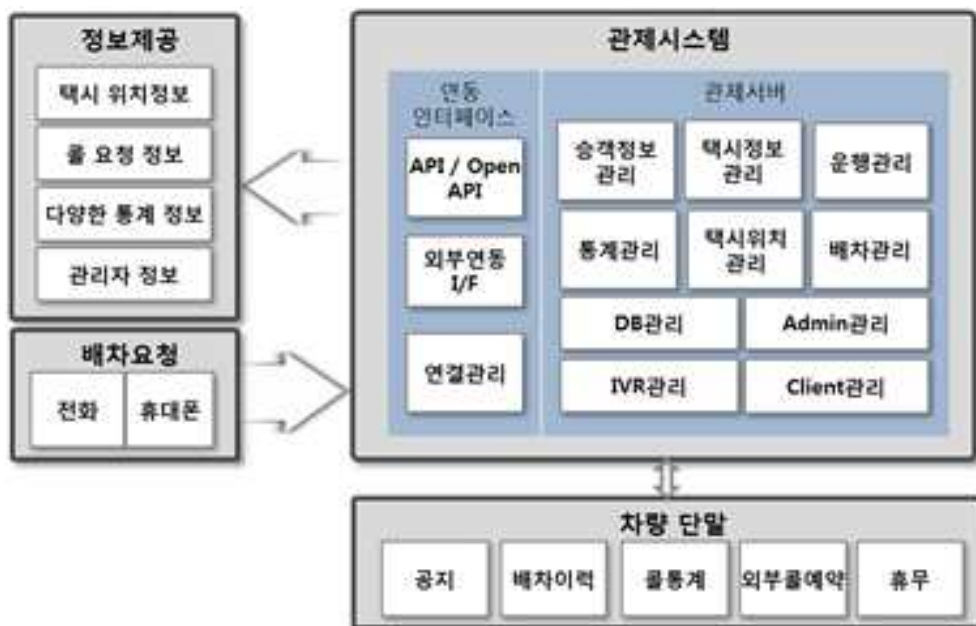 정보제공
택시 위치정보
콜 요청 정보
다양한 통계 정보
관리자 정보
배차요청
전화
휴대폰
관제시스템
연동
인터페이스
API / Open
API
외부연동
I/F
연결관리
관제서버
승객정보
관리
택시정보
관리
운행관리
통계관리
택시위치
관리
배차관리
DB관리
Admin관리
IVR관리
Client관리
차량 단말
공지
배차이력
콜통계
외부콜예약
휴무